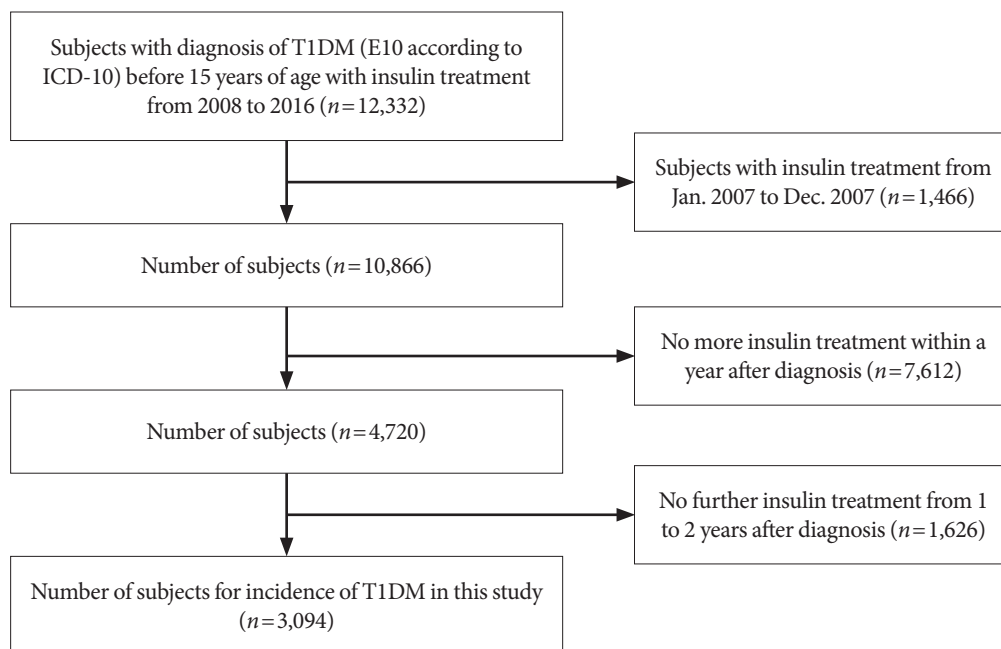 Subjects with diagnosis of T1DM (E10 according to
ICD-10) before 15 years of age with insulin treatment
from 2008 to 2016 (n=12,332)
Subjects with insulin treatment from
Jan. 2007 to Dec. 2007 (n=1,466)
Number of subjects (n=10,866)
No more insulin treatment within a
year after diagnosis (n=7,612)
Number of subjects (n=4,720)
No further insulin treatment from 1
to 2 years after diagnosis (n=1,626)
Number of subjects for incidence of T1DM in this study
(n=3,094)